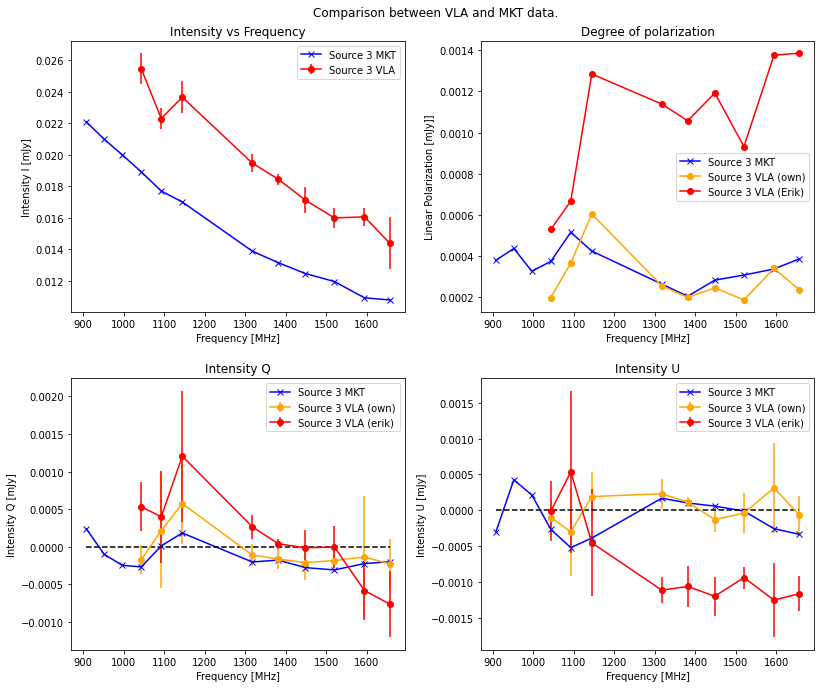 Comparison between VLA and MKT data.
Intensity vs Frequency
Intensity I [mJy]
0.026
0.024
0.022
0.020
0.018
0.016
0.014
0.012
900 1000 1100 1200 1300 1400 1500 1600
Frequency [MHz]
Source 3 MKT
Source 3 VLA
Degree of polarization
Linear Polarization [mJy]]
0.0014
0.0012
0.0010
0.0008
0.0006
0.0004
0.0002
900 1000 1100 1200 1300 1400 1500 1600
Frequency [MHz]
Source 3 MKT
Source 3 VLA (own)
Source 3 VLA (Erik)
Intensity Q
Intensity Q [mJy]
0.0020
0.0015
0.0010
0.0005
0.0000
−0.0005
−0.0010
900 1000 1100 1200 1300 1400 1500 1600
Frequency [MHz]
Source 3 MKT
Source 3 VLA (own)
Source 3 VLA (erik)
Intensity U
Intensity U [mJy]
0.0015
0.0010
0.0005
0.0000
−0.0005
−0.0010
−0.0015
900 1000 1100 1200 1300 1400 1500 1600
Frequency [MHz]
Source 3 MKT
Source 3 VLA (own)
Source 3 VLA (erik)